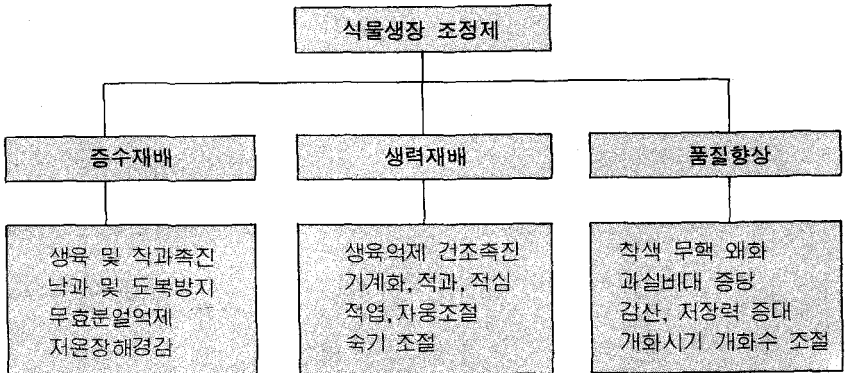 식물생장 조정제
증수재배
생육 및 착과촉진
낙과 및 도복방지
무효분얼억제
저온장해경감
생력재배
생육억제 건조촉진
기계화, 적과, 적심
적엽, 자웅조절
숙기 조절
품질향상
착색 무핵 왜화
과실비대 증당
감산, 저장력 증대
개화시기 개화수 조절